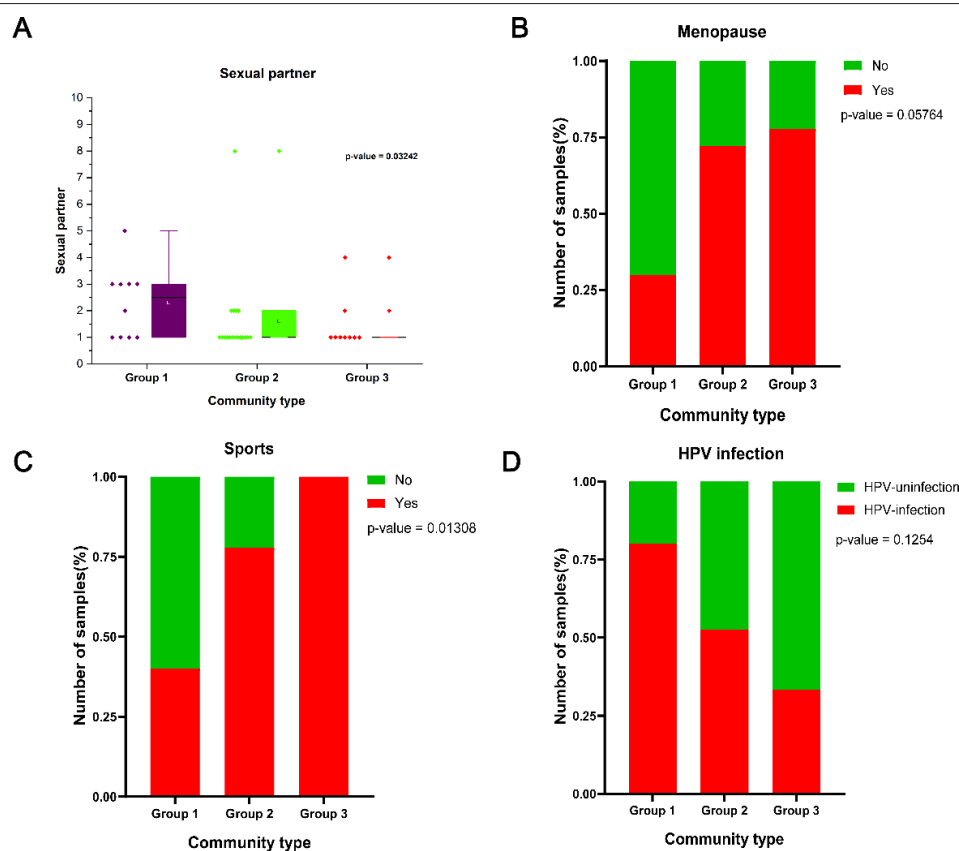 A
Sexual partner
10
9
8
7
6
5
4
3
2
1
0
Sexual partner
p-value = 0.03242
Group 1 Group 2 Group 3
Community type
B
Menopause
No
Yes
p-value = 0.05764
1.00
0.75
0.50
0.25
0.00
Number of samples(%)
Group 1 Group 2 Group 3
Community type
C
Sports
No
Yes
p-value = 0.01308
1.00
0.75
0.50
0.25
0.00
Number of samples(%)
Group 1 Group 2 Group 3
Community type
D
HPV infection
HPV-uninfection
HPV-infection
p-value = 0.1254
1.00
0.75
0.50
0.25
0.00
Number of samples(%)
Group 1 Group 2 Group 3
Community type